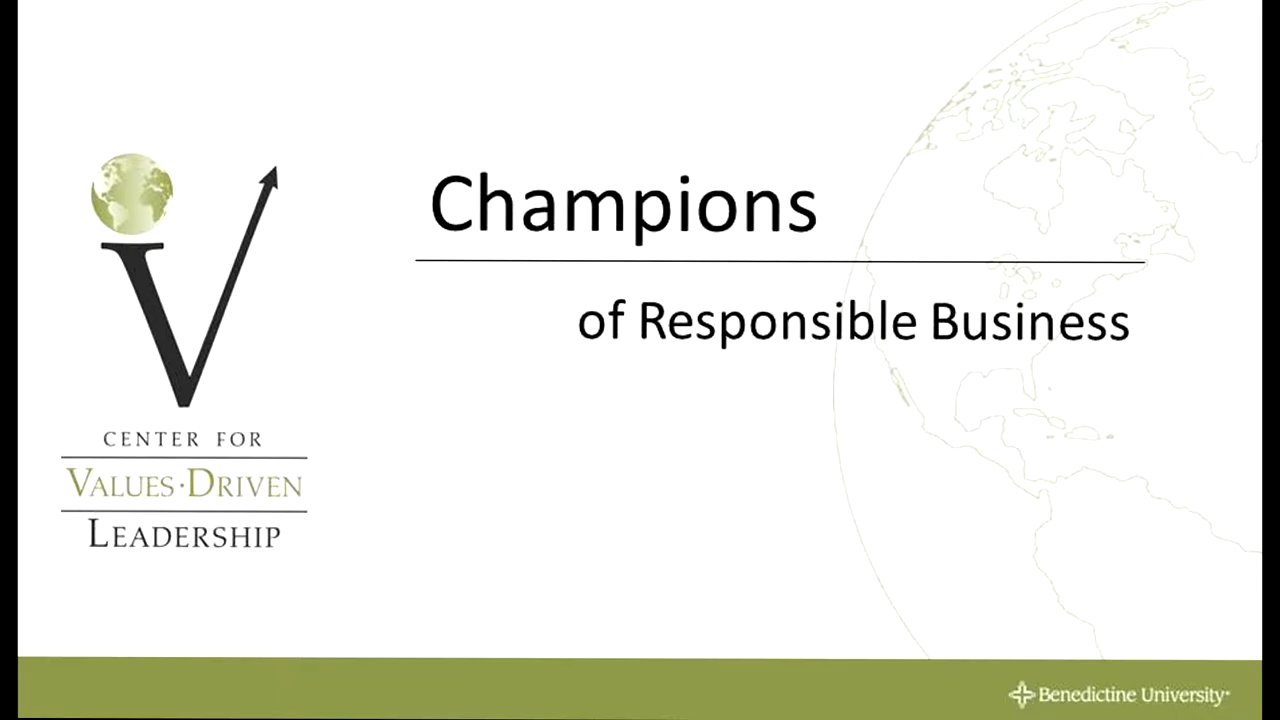 Champions
of Responsible Business
CENTER FOR
VALUES·DRIVEN
LEADERSHIP
Benedictine University